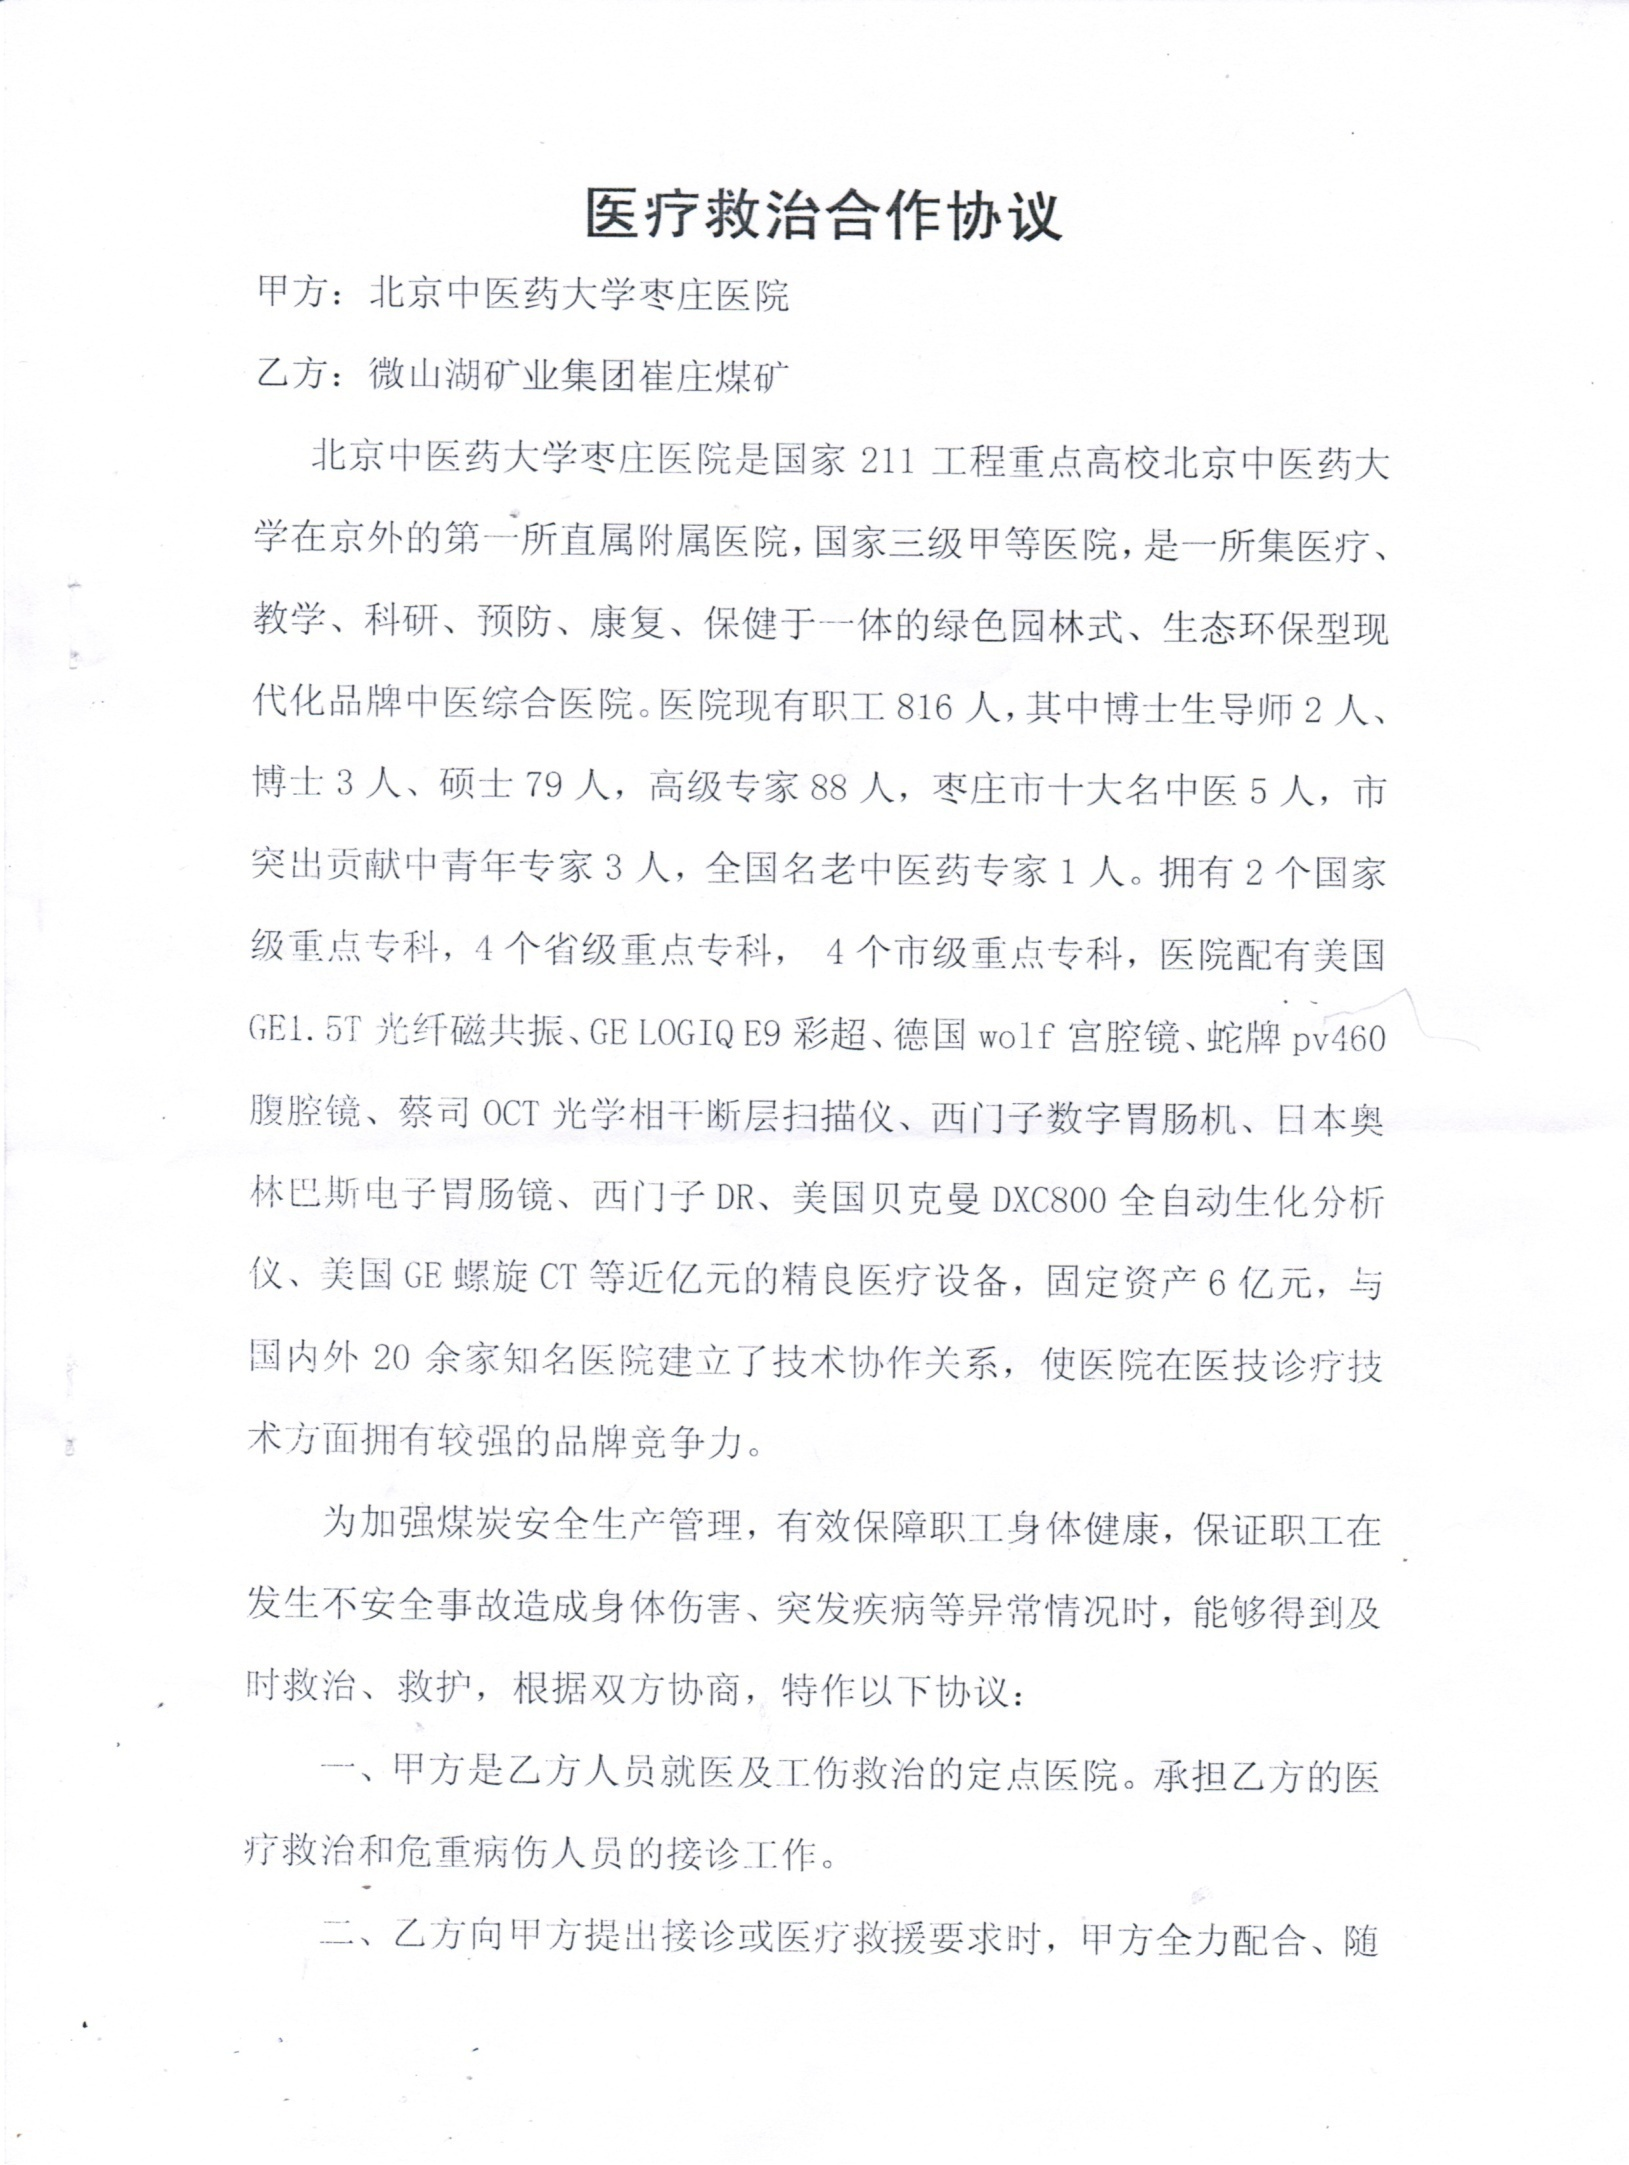 医疗救治合作协议
甲方：北京中医药大学枣庄医院
乙方：微山湖矿业集团崔庄煤矿
北京中医药大学枣庄医院是国家 211 工程重点高校北京中医药大
学在京外的第一所直属附属医院，国家三级甲等医院，是一所集医疗、
教学、科研、预防、康复、保健于一体的绿色园林式、生态环保型现
代化品牌中医综合医院。医院现有职工 816 人，其中博士生导师 2 人、
博士 3 人、硕士 79 人，高级专家 88 人，枣庄市十大名中医 5 人，市
突出贡献中青年专家 3 人，全国名老中医药专家 1 人。拥有 2 个国家
级重点专科，4 个省级重点专科， 4 个市级重点专科，医院配有美国
GE1.5T 光纤磁共振、GE LOGIQ E9 彩超、德国 wolf 宫腔镜、蛇牌 pv460
腹腔镜、蔡司 OCT 光学相干断层扫描仪、西门子数字胃肠机、日本奥
林巴斯电子胃肠镜、西门子 DR、美国贝克曼 DXC800 全自动生化分析
仪、美国 GE 螺旋 CT 等近亿元的精良医疗设备，固定资产 6 亿元，与
国内外 20 余家知名医院建立了技术协作关系，使医院在医技诊疗技
术方面拥有较强的品牌竞争力。
为加强煤炭安全生产管理，有效保障职工身体健康，保证职工在
发生不安全事故造成身体伤害、突发疾病等异常情况时，能够得到及
时救治、救护，根据双方协商，特作以下协议：
一、甲方是乙方人员就医及工伤救治的定点医院。承担乙方的医
疗救治和危重病伤人员的接诊工作。
二、乙方向甲方提出接诊或医疗救援要求时，甲方全力配合、随